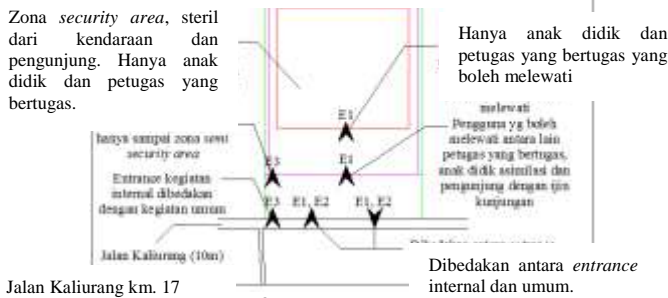 Zona security area, steril
dari kendaraan dan
pengunjung. Hanya anak
didik dan petugas yang
bertugas.
Hanya anak didik dan
petugas yang bertugas yang
boleh melewati
E1
melewati
Pengguna yg boleh
melewati antara lain
petugas yang bertugas,
anak didik asimilasi dan
pengunjung dengan ijin
kunjungan
hanya sampai zona semi
security area
E3
E1
Entrance kegiatan
internal dibedakan
dengan kegiatan umum
E3
E1, E2
E1, E2
Jalan Kaliurang (10m)
Jalan Kaliurang km. 17
Dibedakan antara entrance
internal dan umum.